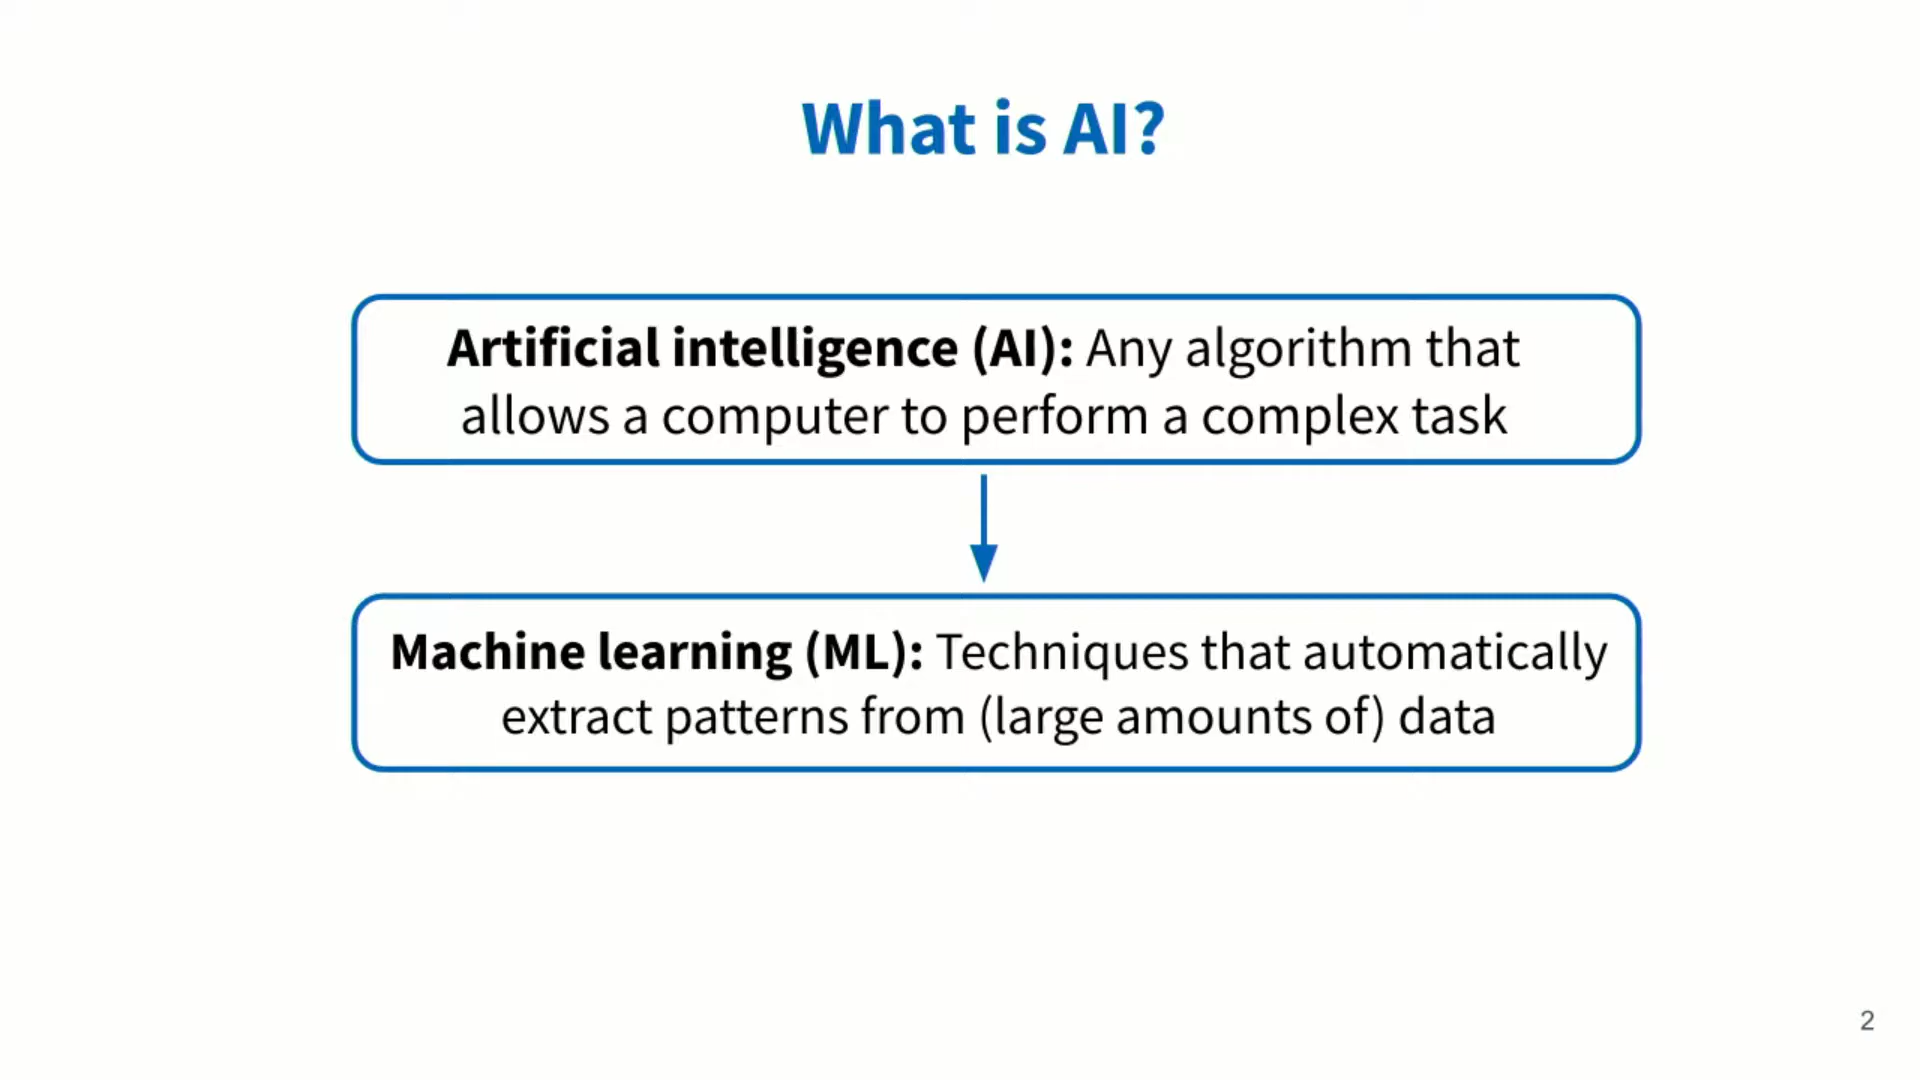 What is AI?
Artificial intelligence (AI): Any algorithm that
allows a computer to perform a complex task
Machine learning (ML): Techniques that automatically
extract patterns from (large amounts of) data
2